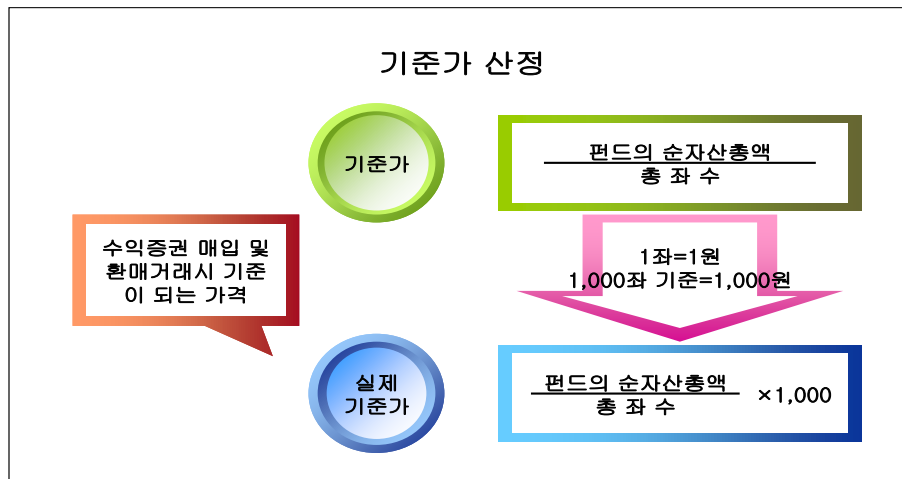 기준가 산정
기준가
펀드의 순자산총액
총 좌 수
수익증권 매입 및
환매거래시 기준
이 되는 가격
1좌=1원
1,000좌 기준=1,000원
실제
기준가
펀드의 순자산총액
총 좌 수
×1,000